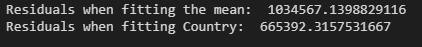 Residuals when fitting the mean:  1034567.1398829116
Residuals when fitting Country:  665392.3157531667